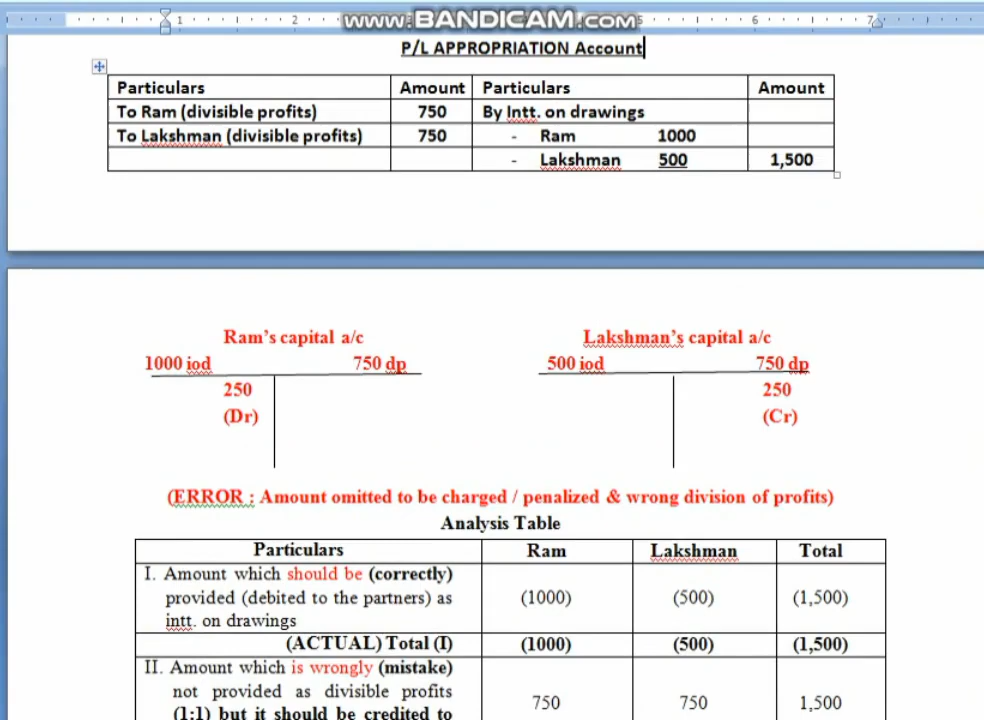 www.BANDICAM.com
1 2 5 6 7
P/L APPROPRIATION Account
Particulars Amount Particulars Amount
To Ram (divisible profits) 750 By Intt. on drawings
To Lakshman (divisible profits) 750 - Ram 1000
- Lakshman 500 1,500
Ram's capital a/c Lakshman's capital a/c
1000 iod 750 dp 500 iod 750 dp
250 250
(Dr) (Cr)
(ERROR : Amount omitted to be charged / penalized & wrong division of profits)
Analysis Table
Particulars Ram Lakshman Total
I. Amount which should be (correctly)
provided (debited to the partners) as (1000) (500) (1,500)
intt. on drawings
(ACTUAL) Total (I) (1000) (500) (1,500)
II. Amount which is wrongly (mistake)
not provided as divisible profits 750 750 1,500
(1:1) but it should be credited to